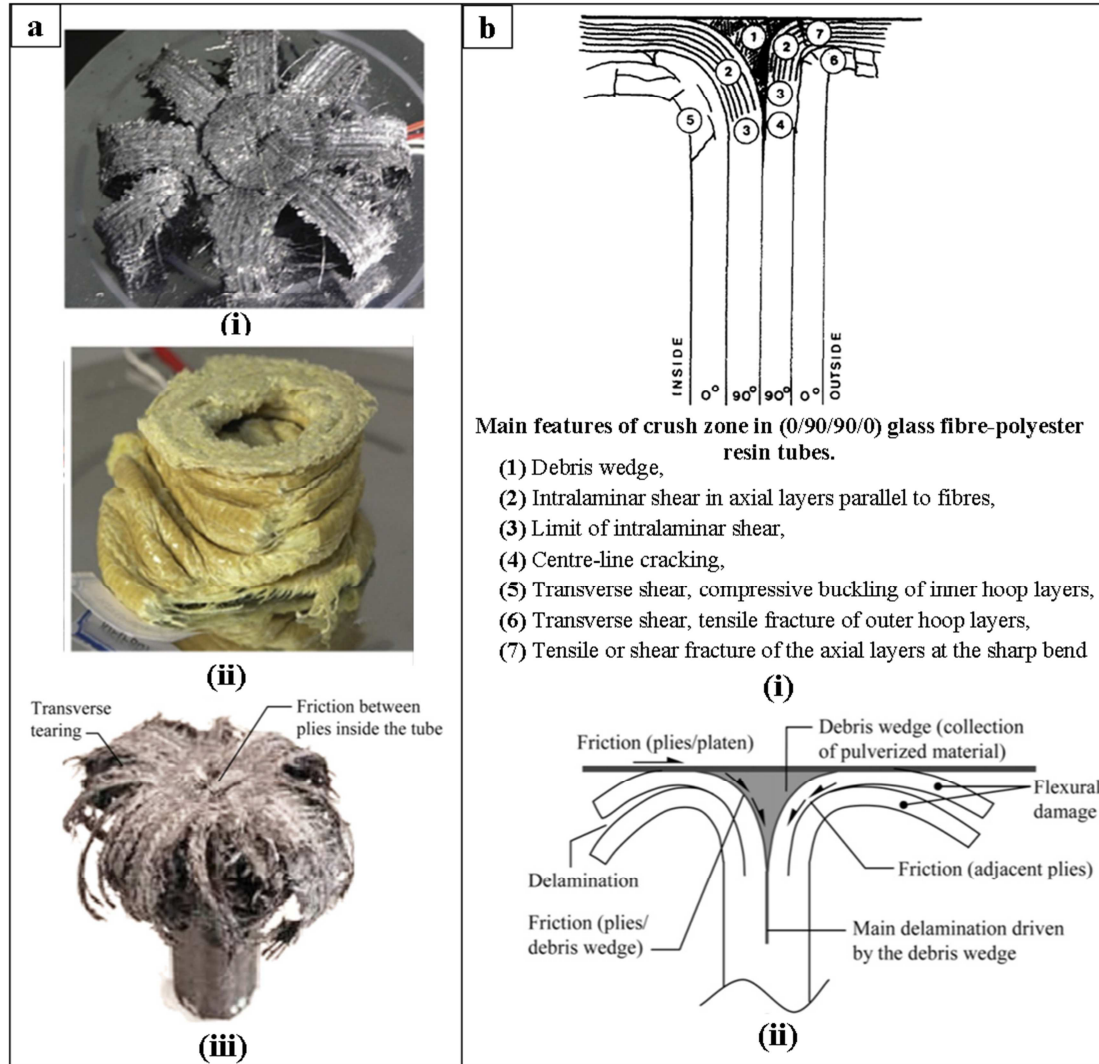 a
(i)
(ii)
Transverse
tearing
Friction between
plies inside the tube
(iii)
b
1
2
2
7
6
3
5
3
4
INSIDE
0°
90°
90°
0°
OUTSIDE
Main features of crush zone in (0/90/90/0) glass fibre-polyester
resin tubes.
(1) Debris wedge,
(2) Intralaminar shear in axial layers parallel to fibres,
(3) Limit of intralaminar shear,
(4) Centre-line cracking,
(5) Transverse shear, compressive buckling of inner hoop layers,
(6) Transverse shear, tensile fracture of outer hoop layers,
(7) Tensile or shear fracture of the axial layers at the sharp bend
(i)
Friction (plies/platen)
Debris wedge (collection
of pulverized material)
Flexural
damage
Delamination
Friction (adjacent plies)
Friction (plies/
debris wedge)
Main delamination driven
by the debris wedge
(ii)